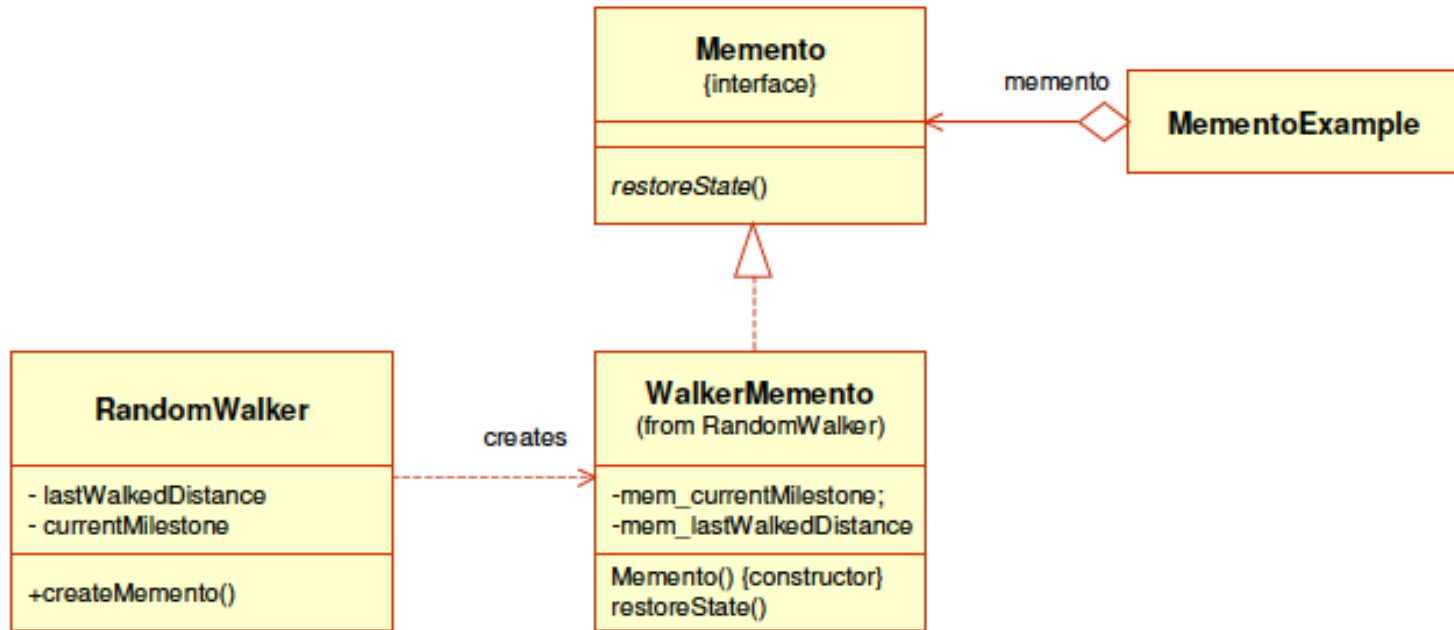 Memento
{interface}
restoreState()
memento
MementoExample
RandomWalker
- lastWalkedDistance
- currentMilestone
+createMemento()
creates
WalkerMemento
(from RandomWalker)
-mem_currentMilestone;
-mem_lastWalkedDistance
Memento() {constructor}
restoreState()